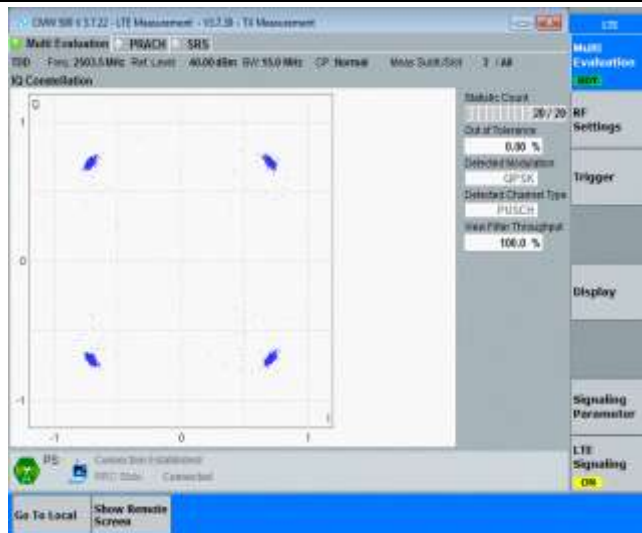 CMW 500 V 3.7.22 - LTE Measurement - V3.7.30 - TX Measurement
Multi Evaluation PRACH SRS
TDD Freq.: 2503.5 MHz Ref. Level: 40.00 dBm BW: 15.0 MHz CP: Normal Meas Subfr./Slot: 2 / All
IQ Constellation
Q
1
0
-1
-1
0
1
I
Statistic Count
20 / 20
Out of Tolerance
0.00 %
Detected Modulation
QPSK
Detected Channel Type
PUSCH
View Filter Throughput
100.0 %
PS
Connection Established
RRC State
Connected
LTE
Multi Evaluation
RDY
RF Settings
Trigger
Display
Signaling Parameter
LTE Signaling
ON
Go To Local
Show Remote Screen